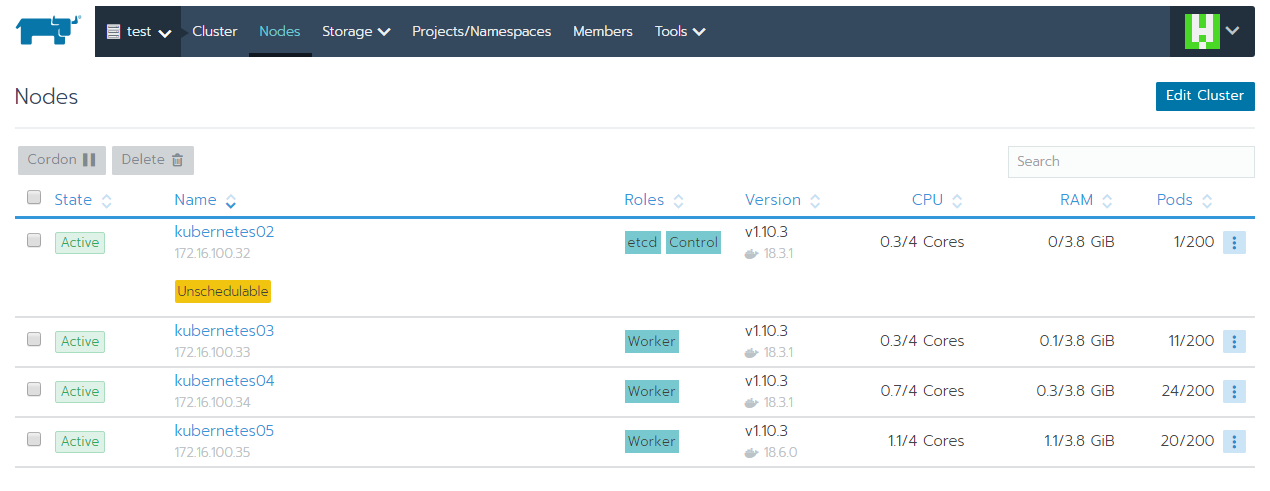 test Cluster Nodes Storage Projects/Namespaces Members Tools
Nodes Edit Cluster
Cordon Delete Search
State Name Roles Version CPU RAM Pods
Active kubernetes02 etcd Control v1.10.3 0.3/4 Cores 0/3.8 GiB 1/200
172.16.100.32 18.3.1
Unschedulable
Active kubernetes03 Worker v1.10.3 0.3/4 Cores 0.1/3.8 GiB 11/200
172.16.100.33 18.3.1
Active kubernetes04 Worker v1.10.3 0.7/4 Cores 0.3/3.8 GiB 24/200
172.16.100.34 18.3.1
Active kubernetes05 Worker v1.10.3 1.1/4 Cores 1.1/3.8 GiB 20/200
172.16.100.35 18.6.0